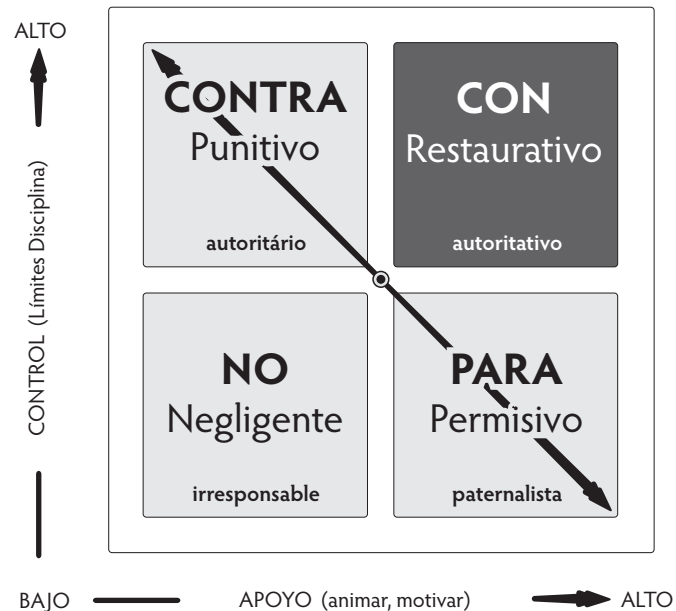 ALTO
CONTROL (Límites Disciplina)
CONTRA
Punitivo
autoritário
CON
Restaurativo
autoritativo
NO
Negligente
irresponsable
PARA
Permisivo
paternalista
BAJO
APOYO (animar, motivar)
ALTO